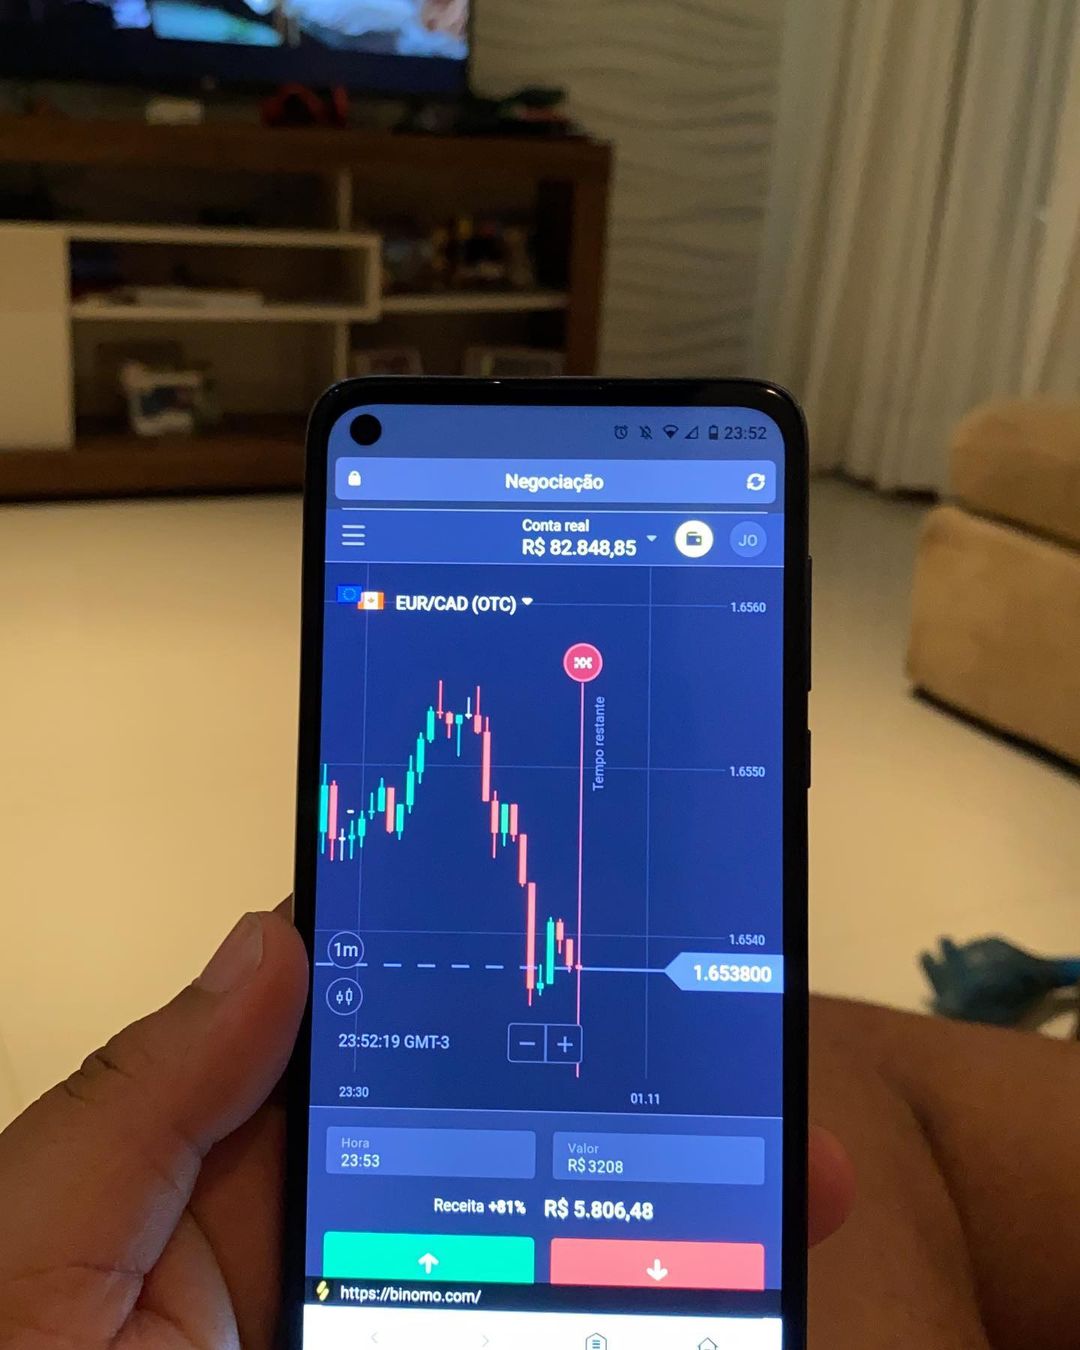 23:52
Negociação
Conta real
R$ 82.848,85
JO
EUR/CAD (OTC)
1.6560
Tempo restante
1.6550
1.6540
1m
1.653800
23:52:19 GMT-3
− +
23:30
01.11
Hora
23:53
Valor
R$3208
Receita +81% R$ 5.806,48
https://binomo.com/